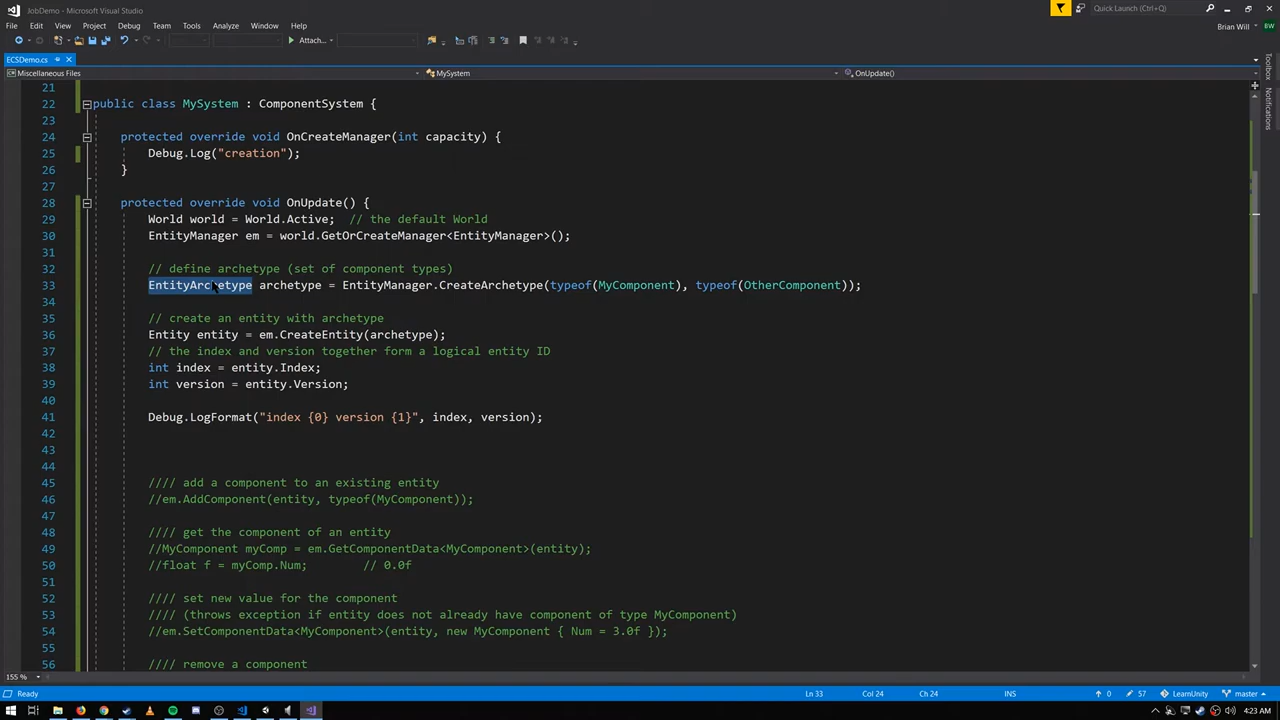 JobDemo - Microsoft Visual Studio
Quick Launch (Ctrl+Q)
File Edit View Project Debug Team Tools Analyze Window Help
Brian Will BW
Attach...
ECSDemo.cs
Miscellaneous Files MySystem OnUpdate()
Toolbox
Notifications
21
22 public class MySystem : ComponentSystem {
23
24 protected override void OnCreateManager(int capacity) {
25 Debug.Log("creation");
26 }
27
28 protected override void OnUpdate() {
29 World world = World.Active; // the default World
30 EntityManager em = world.GetOrCreateManager<EntityManager>();
31
32 // define archetype (set of component types)
33 EntityArchetype archetype = EntityManager.CreateArchetype(typeof(MyComponent), typeof(OtherComponent));
34
35 // create an entity with archetype
36 Entity entity = em.CreateEntity(archetype);
37 // the index and version together form a logical entity ID
38 int index = entity.Index;
39 int version = entity.Version;
40
41 Debug.LogFormat("index {0} version {1}", index, version);
42
43
44
45 //// add a component to an existing entity
46 //em.AddComponent(entity, typeof(MyComponent));
47
48 //// get the component of an entity
49 //MyComponent myComp = em.GetComponentData<MyComponent>(entity);
50 //float f = myComp.Num; // 0.0f
51
52 //// set new value for the component
53 //// (throws exception if entity does not already have component of type MyComponent)
54 //em.SetComponentData<MyComponent>(entity, new MyComponent { Num = 3.0f });
55
56 //// remove a component
155 %
Ready Ln 33 Col 24 Ch 24 INS 0 57 LearnUnity master
4:23 AM